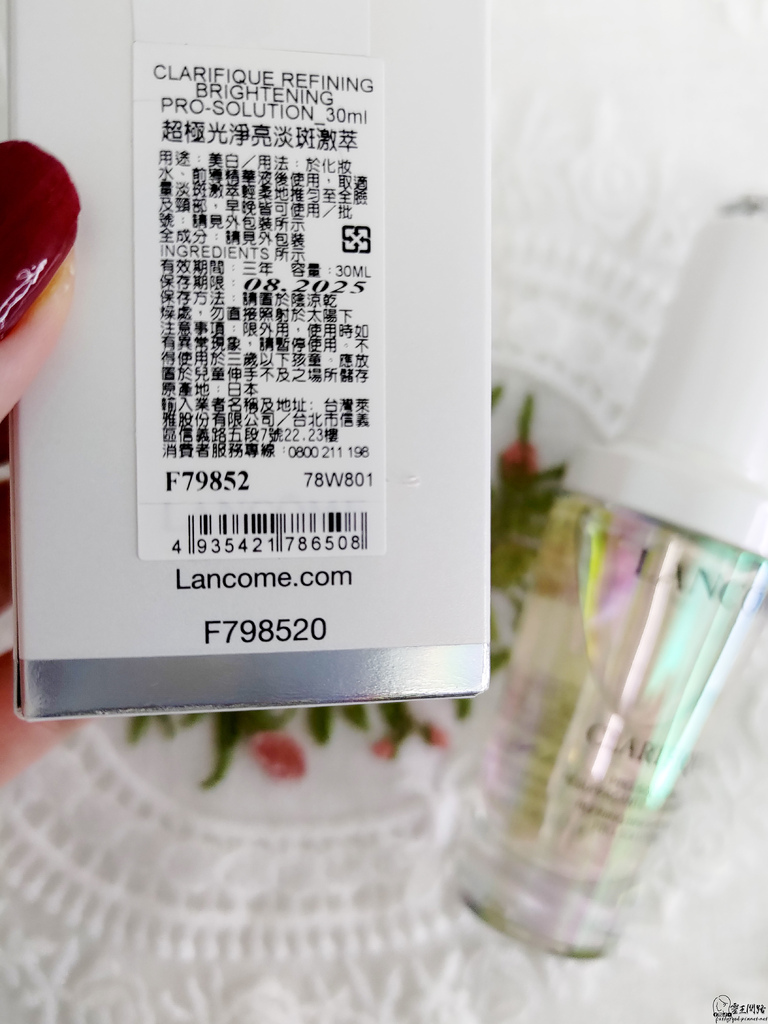 CLARIFIQUE REFINING
BRIGHTENING
PRO-SOLUTION_30ml
超極光淨亮淡斑激萃
用途：美白／用法：於化妝
水、前導精華液後使用，取適
量淡斑激萃輕柔地推勻至全臉
及頸部，早晚皆可使用／批
號：請見外包裝所示
全成分：請見外包裝
INGREDIENTS 所示
有效期間：三年 容量：30ML
保存期限：08.2025
保存方法：請置於陰涼乾
燥處，勿直接照射於太陽下
注意事項：限外用，使用時如
有異常現象，請暫停使用。不
得使用於三歲以下孩童。應放
置於兒童伸手不及之場所儲存
原產地：日本
輸入業者名稱及地址：台灣萊
雅股份有限公司／台北市信義
區信義路五段7號22.23樓
消費者服務專線：0800 211 198
F79852 78W801
4 935421 786508
Lancome.com
F798520
LANC
CLARI